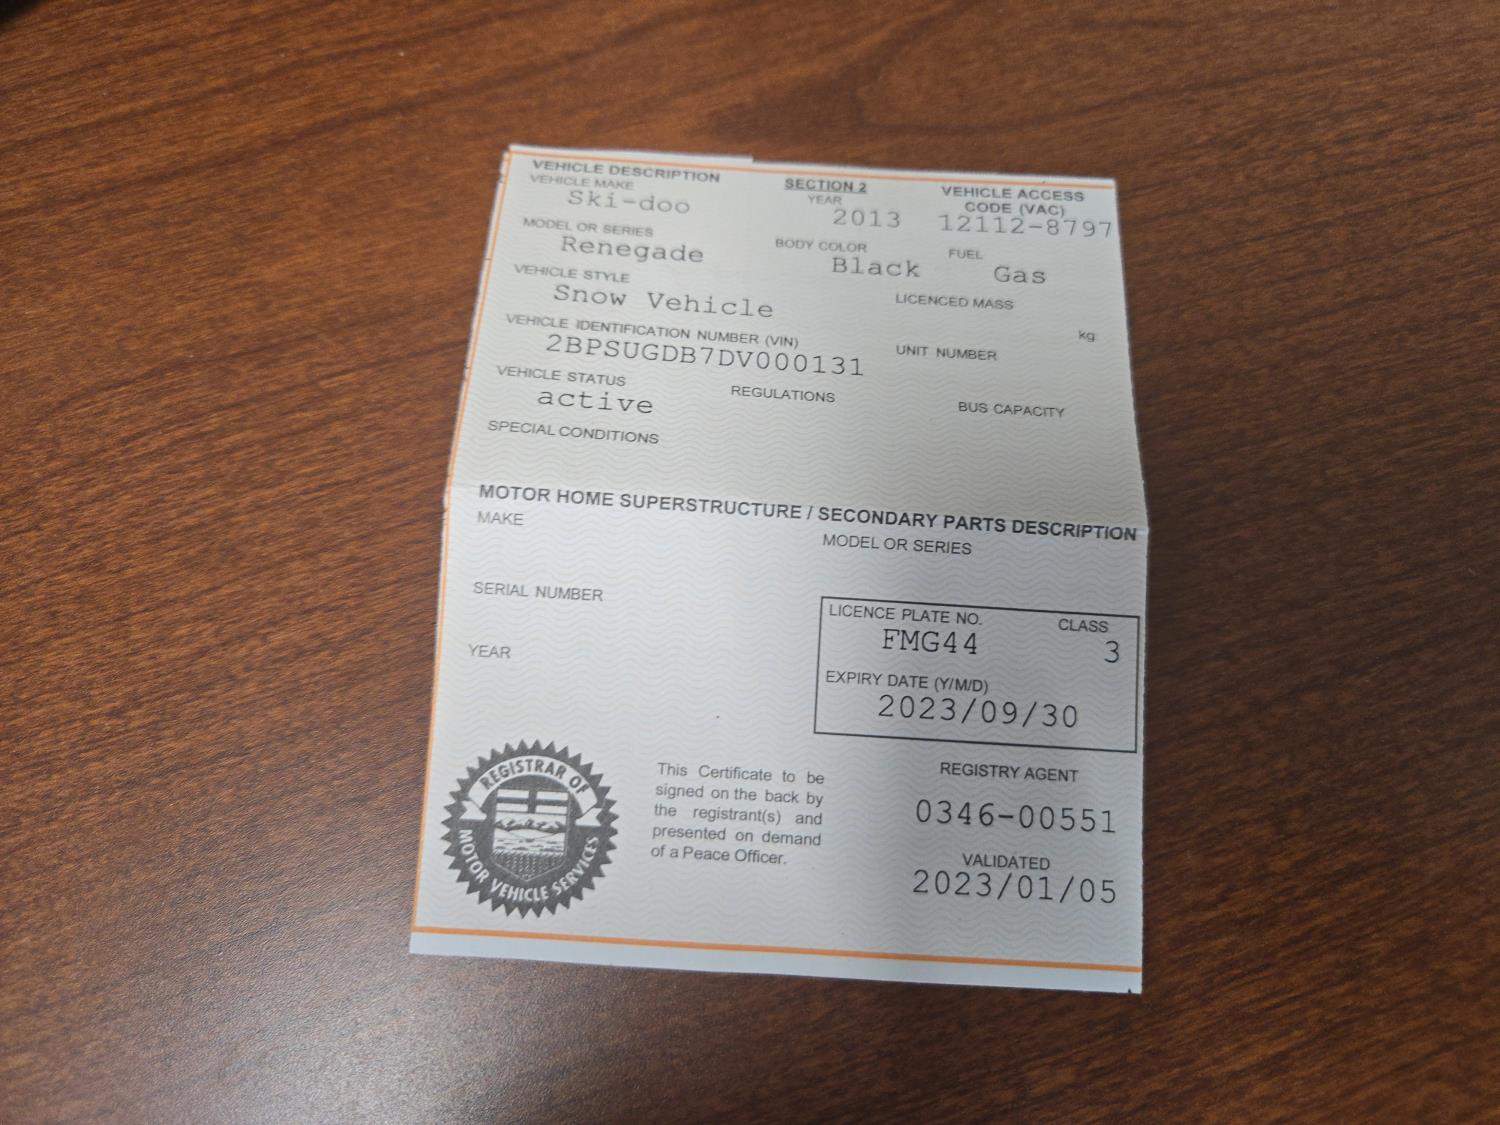 VEHICLE DESCRIPTION SECTION 2 VEHICLE ACCESS CODE (VAC)
VEHICLE MAKE YEAR
Ski-doo 2013 12112-8797
MODEL OR SERIES BODY COLOR FUEL
Renegade Black Gas
VEHICLE STYLE LICENCED MASS
Snow Vehicle kg
VEHICLE IDENTIFICATION NUMBER (VIN) UNIT NUMBER
2BPSUGDB7DV000131
VEHICLE STATUS REGULATIONS BUS CAPACITY
active
SPECIAL CONDITIONS
MOTOR HOME SUPERSTRUCTURE / SECONDARY PARTS DESCRIPTION
MAKE MODEL OR SERIES
SERIAL NUMBER
YEAR
LICENCE PLATE NO. CLASS
FMG44 3
EXPIRY DATE (Y/M/D)
2023/09/30
REGISTRAR OF
MOTOR VEHICLE SERVICES
This Certificate to be
signed on the back by
the registrant(s) and
presented on demand
of a Peace Officer.
REGISTRY AGENT
0346-00551
VALIDATED
2023/01/05